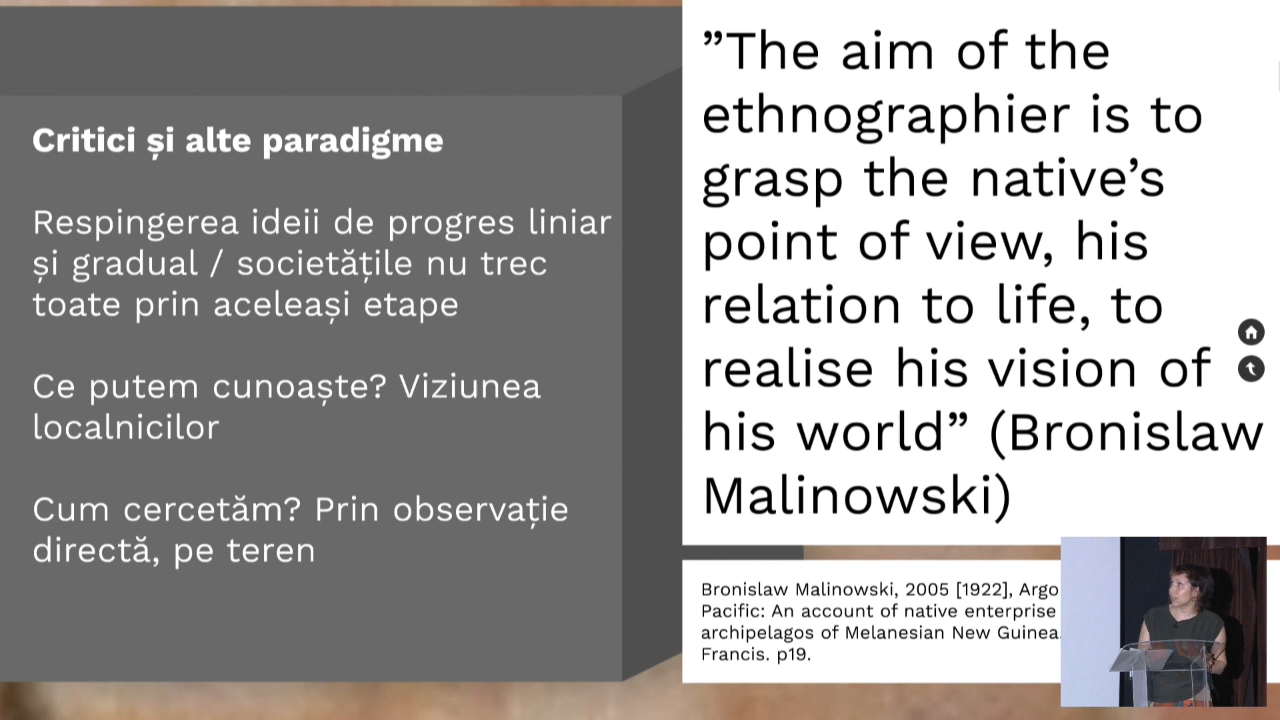 Critici și alte paradigme
Respingerea ideii de progres liniar
și gradual / societățile nu trec
toate prin aceleași etape
Ce putem cunoaște? Viziunea
localnicilor
Cum cercetăm? Prin observație
directă, pe teren
”The aim of the
ethnographier is to
grasp the native’s
point of view, his
relation to life, to
realise his vision of
his world” (Bronislaw
Malinowski)
Bronislaw Malinowski, 2005 [1922], Argo
Pacific: An account of native enterprise
archipelagos of Melanesian New Guinea.
Francis. p19.